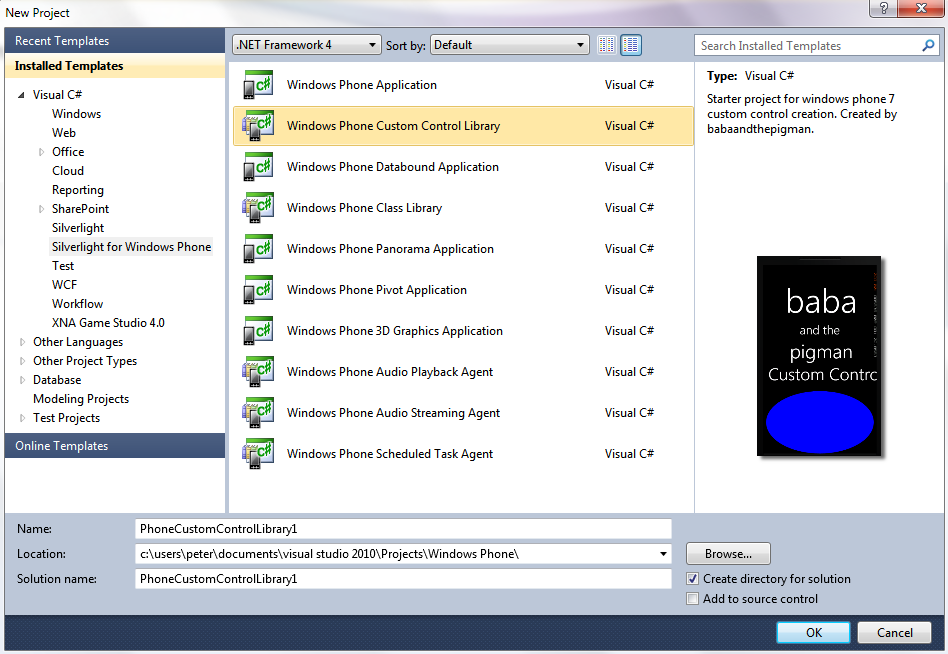 New Project
?
Recent Templates
Installed Templates
Visual C#
Windows
Web
Office
Cloud
Reporting
SharePoint
Silverlight
Silverlight for Windows Phone
Test
WCF
Workflow
XNA Game Studio 4.0
Other Languages
Other Project Types
Database
Modeling Projects
Test Projects
Online Templates
.NET Framework 4 Sort by: Default
Windows Phone Application Visual C#
Windows Phone Custom Control Library Visual C#
Windows Phone Databound Application Visual C#
Windows Phone Class Library Visual C#
Windows Phone Panorama Application Visual C#
Windows Phone Pivot Application Visual C#
Windows Phone 3D Graphics Application Visual C#
Windows Phone Audio Playback Agent Visual C#
Windows Phone Audio Streaming Agent Visual C#
Windows Phone Scheduled Task Agent Visual C#
Search Installed Templates
Type: Visual C#
Starter project for windows phone 7
custom control creation. Created by
babaandthepigman.
baba
and the
pigman
Custom Contrc
Name: PhoneCustomControlLibrary1
Location: c:\users\peter\documents\visual studio 2010\Projects\Windows Phone\ Browse...
Solution name: PhoneCustomControlLibrary1
Create directory for solution
Add to source control
OK Cancel